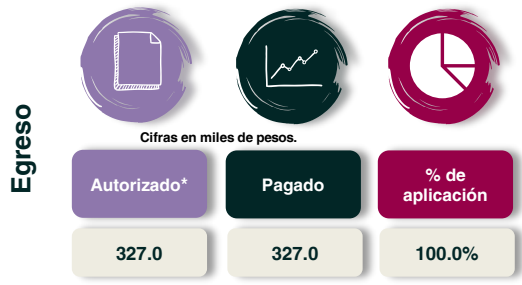 Egreso
Cifras en miles de pesos.
Autorizado*
Pagado
% de
aplicación
327.0
327.0
100.0%